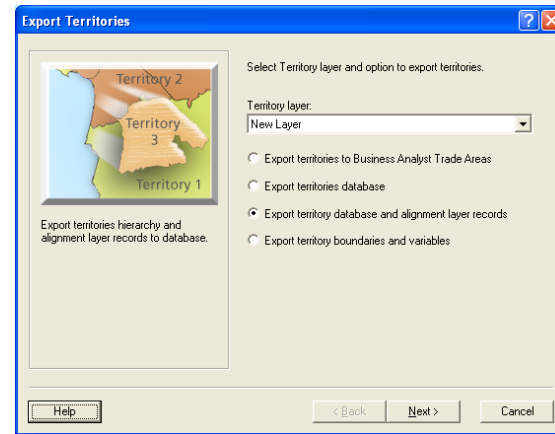 Export Territories
Territory 2
Territory
3
Territory 1
Export territories hierarchy and
alignment layer records to database.
Select Territory layer and option to export territories.
Territory layer:
New Layer
Export territories to Business Analyst Trade Areas
Export territories database
Export territory database and alignment layer records
Export territory boundaries and variables
Help
< Back
Next >
Cancel